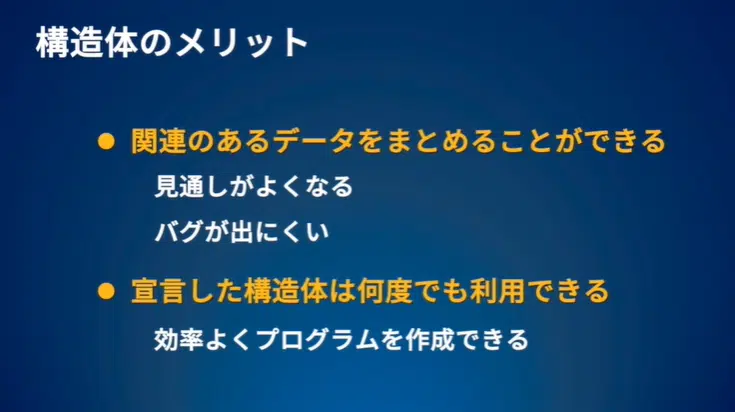 構造体のメリット
● 関連のあるデータをまとめることができる
見通しがよくなる
バグが出にくい
● 宣言した構造体は何度でも利用できる
効率よくプログラムを作成できる